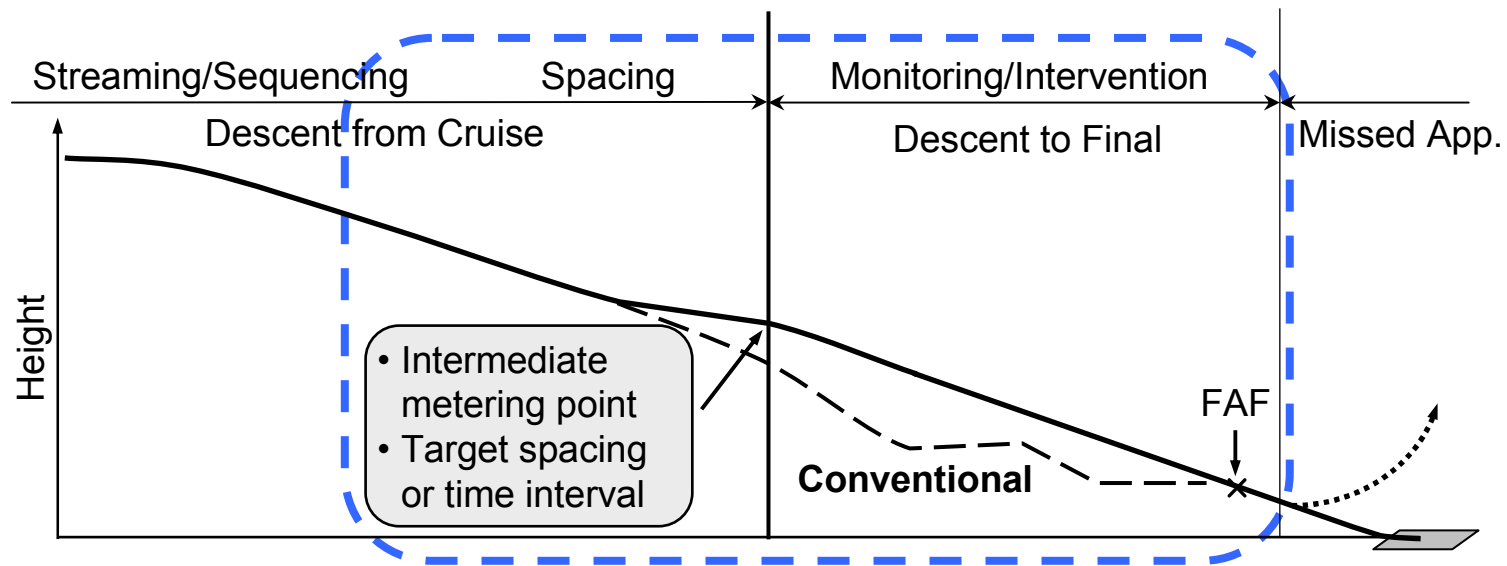 Streaming/Sequencing
Spacing
Monitoring/Intervention
Descent from Cruise
Descent to Final
Missed App.
Height
• Intermediate
metering point
• Target spacing
or time interval
FAF
Conventional